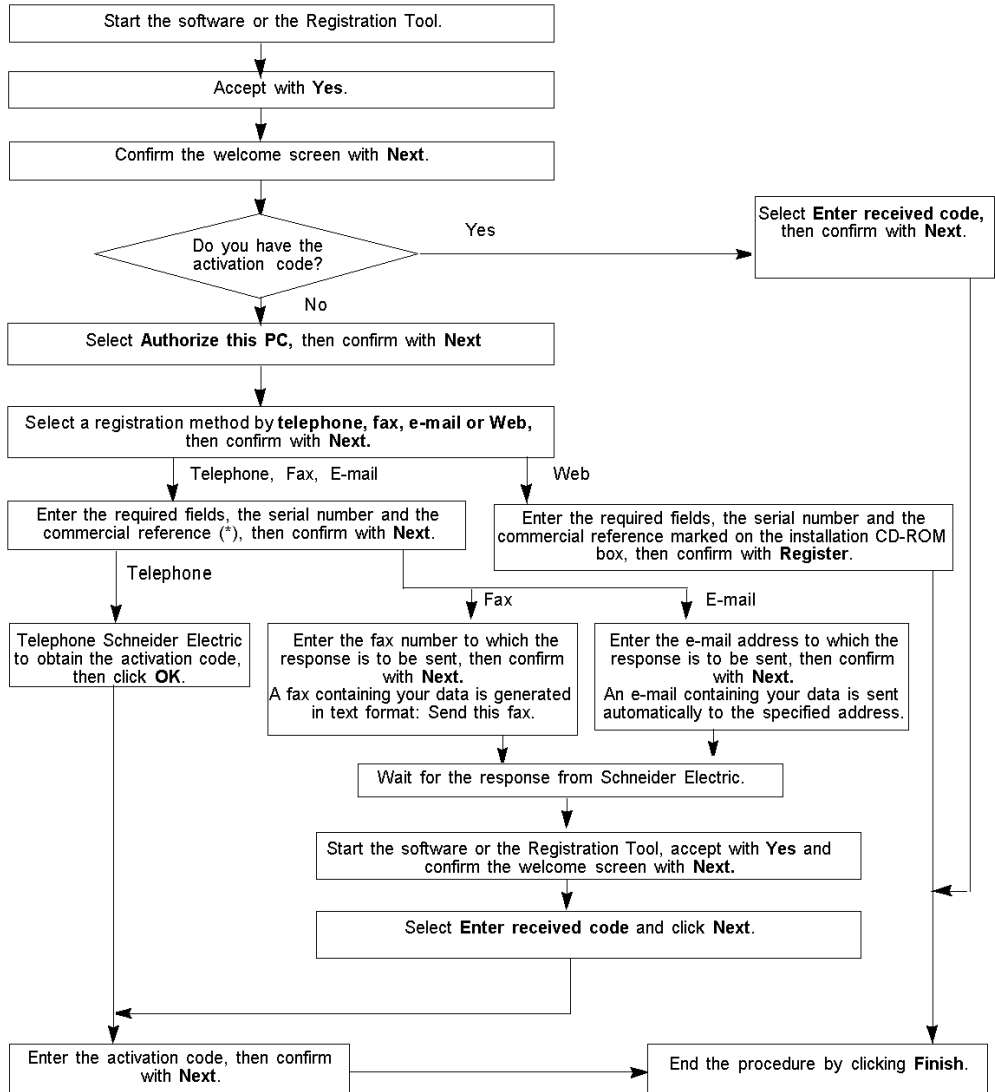 Start the software or the Registration Tool.
Accept with Yes.
Confirm the welcome screen with Next.
Do you have the
activation code?
Yes
Select Enter received code,
then confirm with Next.
No
Select Authorize this PC, then confirm with Next
Select a registration method by telephone, fax, e-mail or Web,
then confirm with Next.
Telephone, Fax, E-mail
Web
Enter the required fields, the serial number and the
commercial reference (*), then confirm with Next.
Enter the required fields, the serial number and the
commercial reference marked on the installation CD-ROM
box, then confirm with Register.
Telephone
Fax
E-mail
Telephone Schneider Electric
to obtain the activation code,
then click OK.
Enter the fax number to which the
response is to be sent, then confirm
with Next.
A fax containing your data is generated
in text format: Send this fax.
Enter the e-mail address to which the
response is to be sent, then confirm
with Next.
An e-mail containing your data is sent
automatically to the specified address.
Wait for the response from Schneider Electric.
Start the software or the Registration Tool, accept with Yes and
confirm the welcome screen with Next.
Select Enter received code and click Next.
Enter the activation code, then confirm
with Next.
End the procedure by clicking Finish.